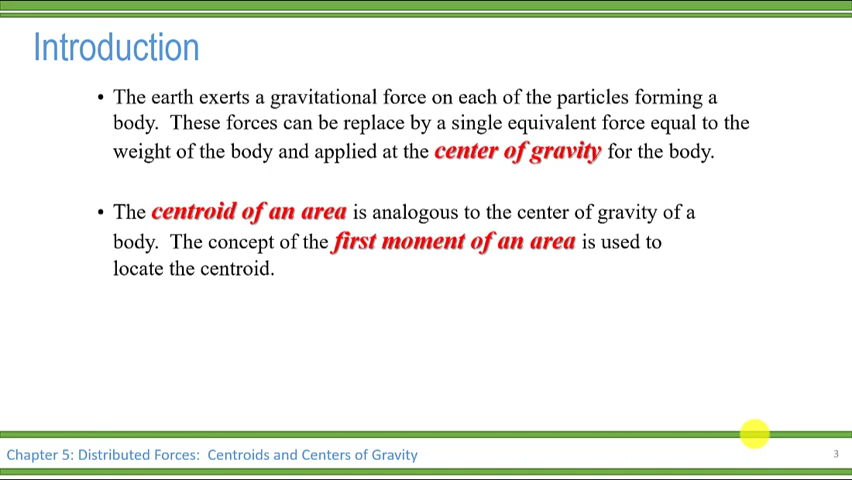 Introduction
• The earth exerts a gravitational force on each of the particles forming a
body.  These forces can be replace by a single equivalent force equal to the
weight of the body and applied at the center of gravity for the body.
• The centroid of an area is analogous to the center of gravity of a
body.  The concept of the first moment of an area is used to
locate the centroid.
Chapter 5: Distributed Forces:  Centroids and Centers of Gravity
3